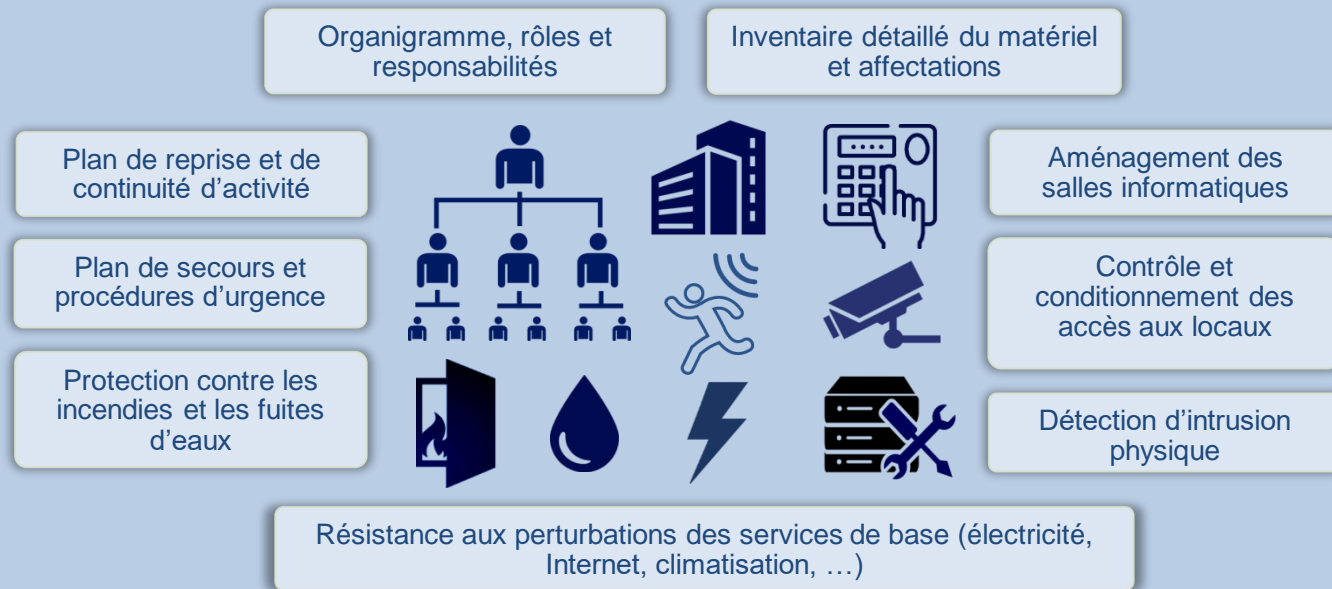 Organigramme, rôles et
responsabilités
Inventaire détaillé du matériel
et affectations
Plan de reprise et de
continuité d’activité
Aménagement des
salles informatiques
Plan de secours et
procédures d’urgence
Contrôle et
conditionnement des
accès aux locaux
Protection contre les
incendies et les fuites
d’eaux
Détection d’intrusion
physique
Résistance aux perturbations des services de base (électricité,
Internet, climatisation, …)